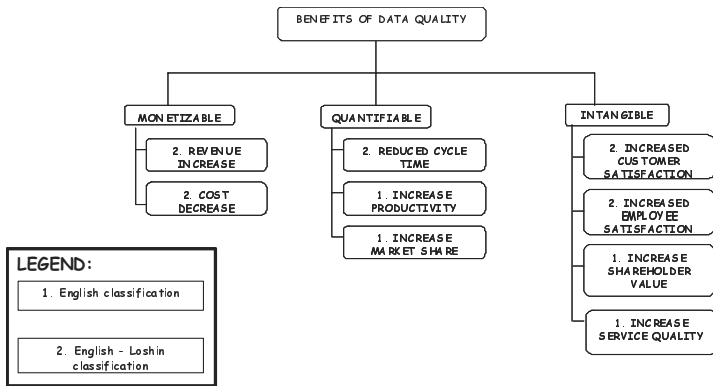 BENEFITS OF DATA QUALITY
MONETIZABLE
2. REVENUE
INCREASE
2. COST
DECREASE
QUANTIFIABLE
2. REDUCED CYCLE
TIME
1. INCREASE
PRODUCTIVITY
1. INCREASE
MARKET SHARE
INTANGIBLE
2. INCREASED
CUSTOMER
SATISFACTION
2. INCREASED
EMPLOYEE
SATISFACTION
1. INCREASE
SHAREHOLDER
VALUE
1. INCREASE
SERVICE QUALITY
LEGEND:
1. English classification
2. English - Loshin
classification